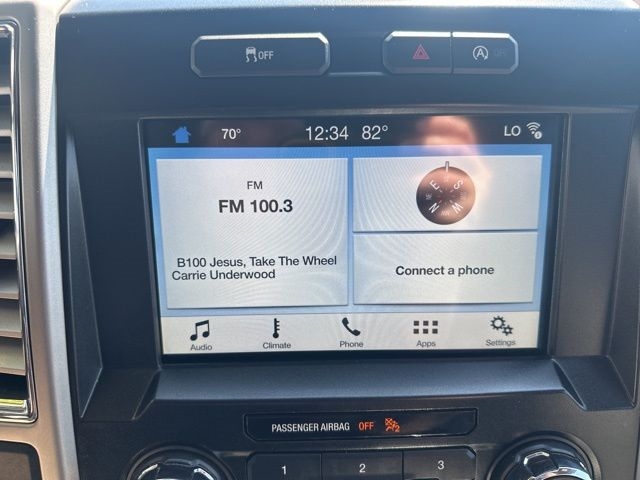 OFF
A OFF
70° 12:34 82° LO
FM
FM 100.3
B100 Jesus, Take The Wheel
Carrie Underwood
E S N W
Connect a phone
Audio Climate Phone Apps Settings
PASSENGER AIRBAG OFF 2
1 2 3